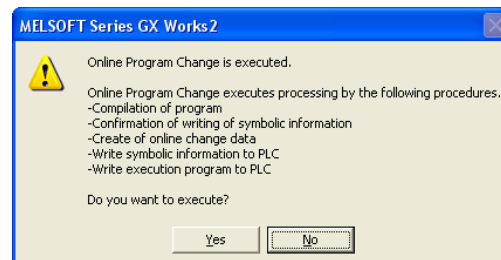 MELSOFT Series GX Works2
Online Program Change is executed.
Online Program Change executes processing by the following procedures.
-Compilation of program
-Confirmation of writing of symbolic information
-Create of online change data
-Write symbolic information to PLC
-Write execution program to PLC
Do you want to execute?
Yes
No